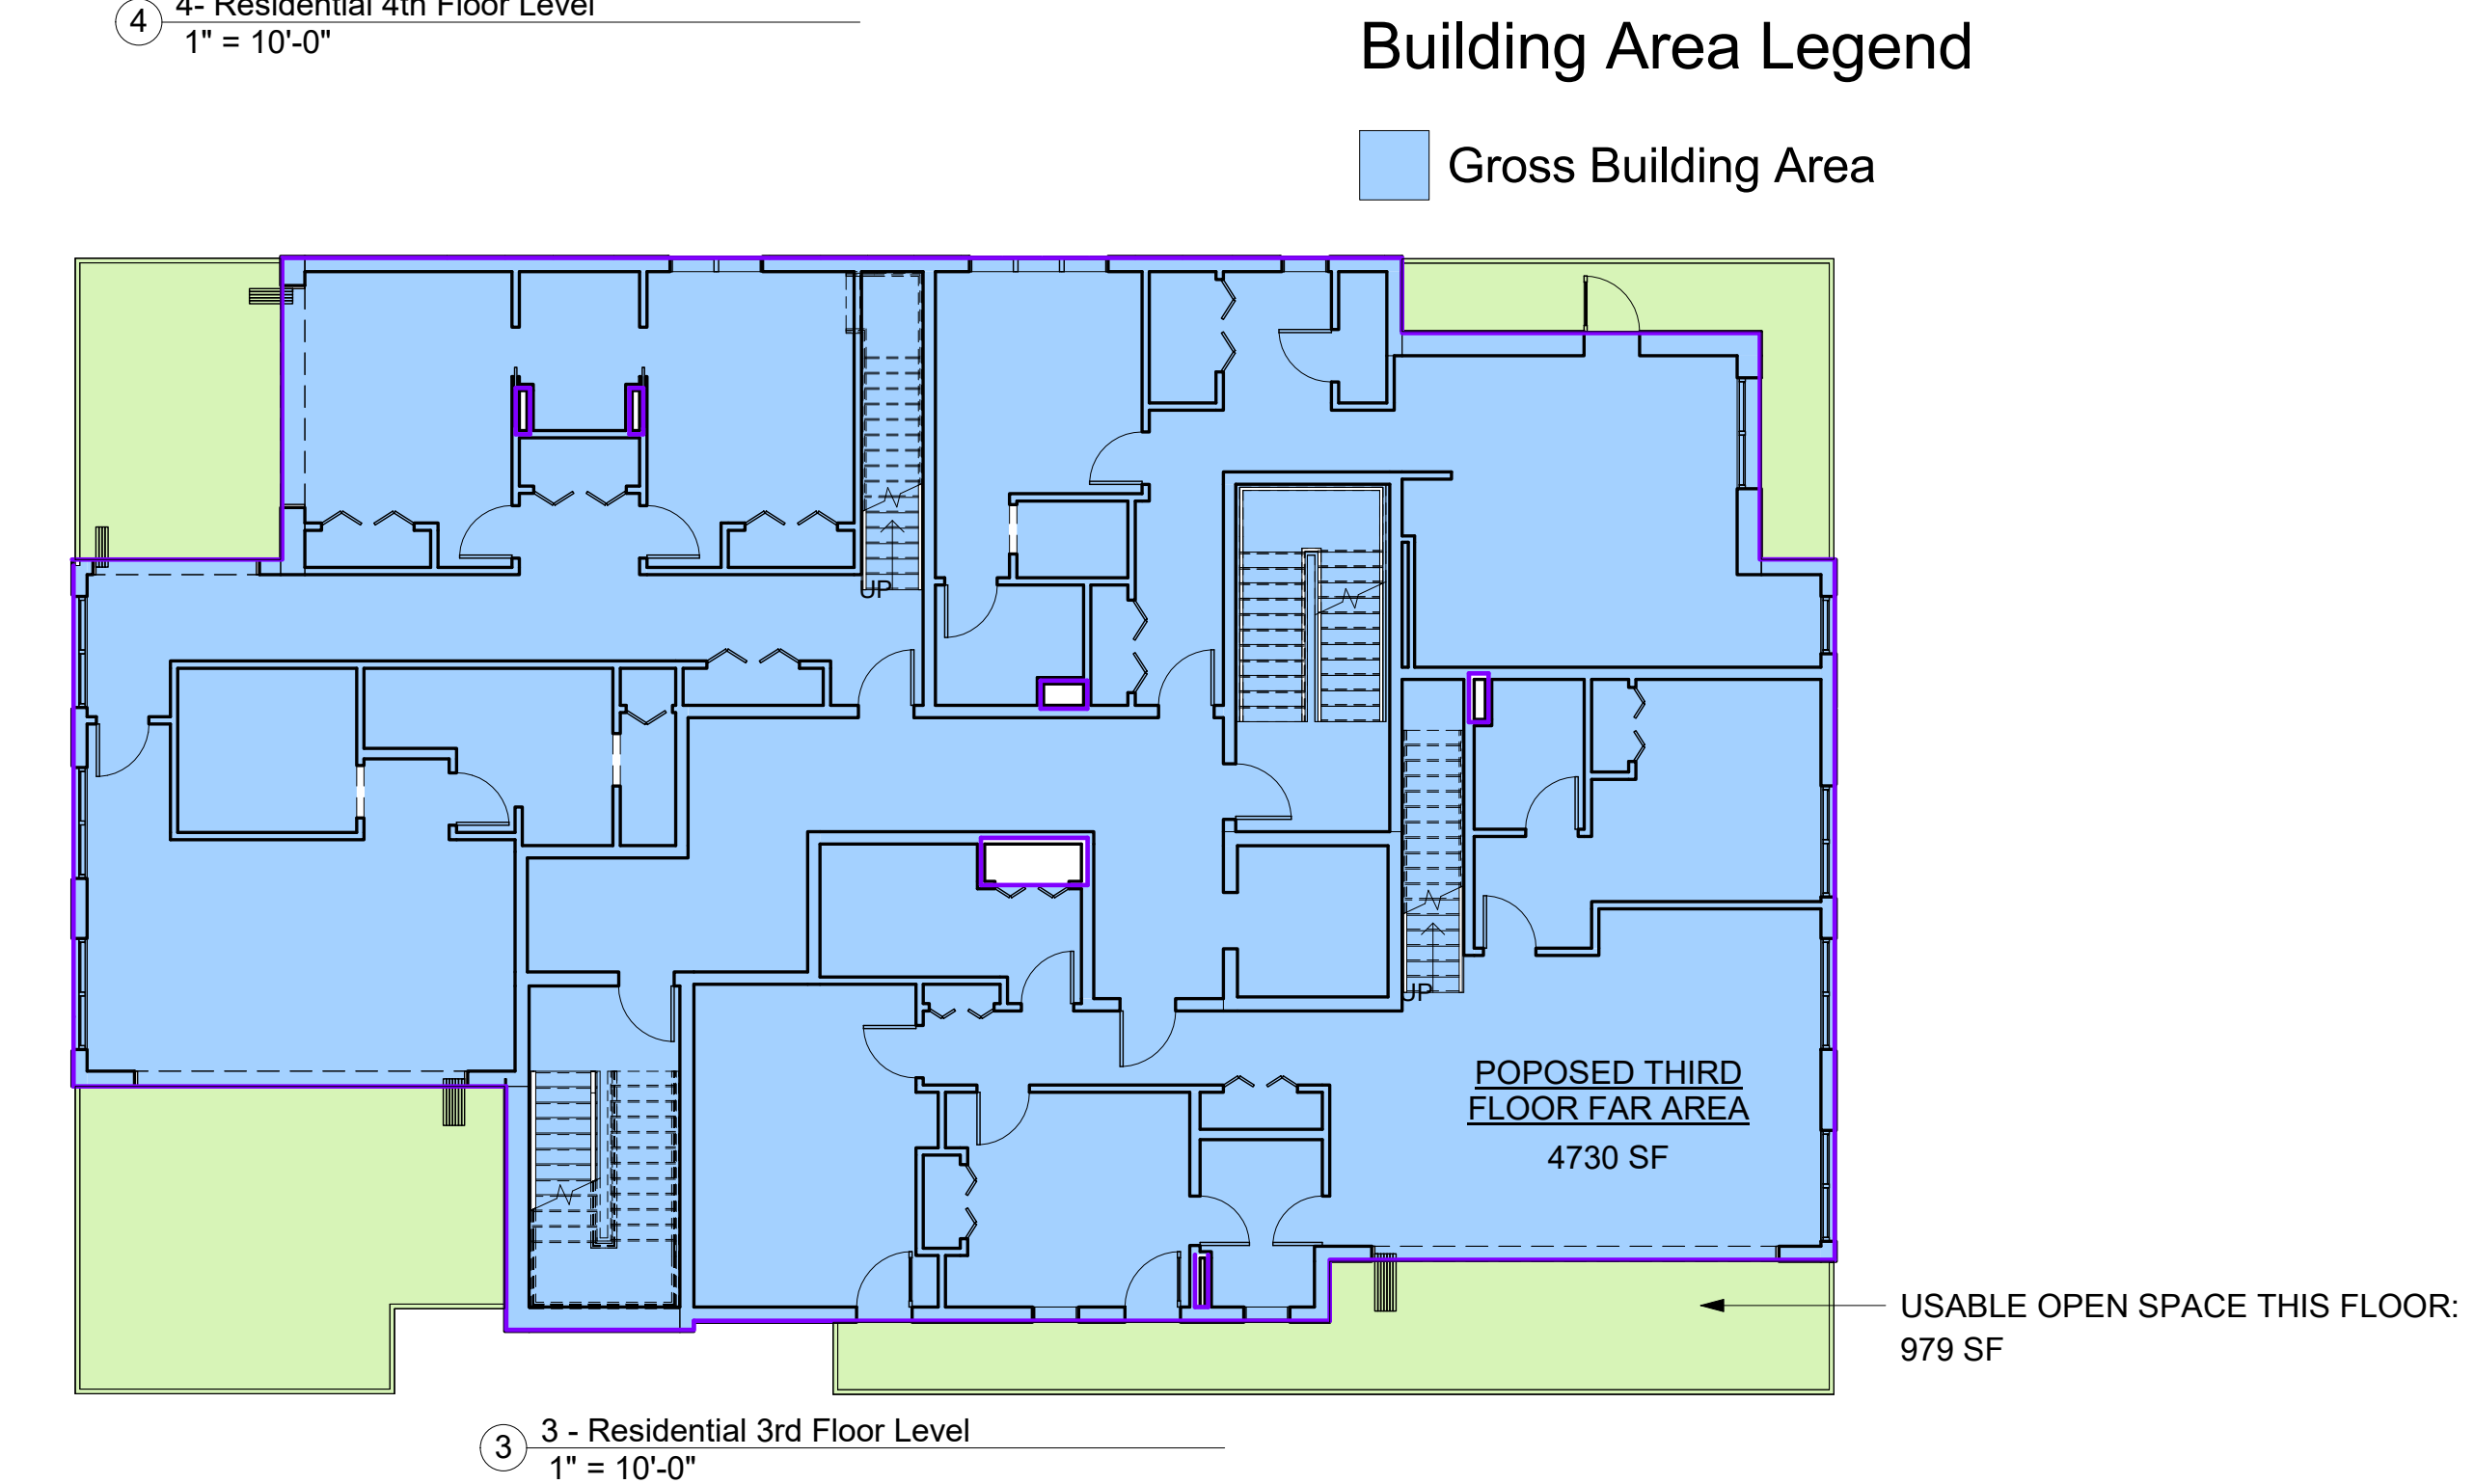 4- Residential 4th Floor Level
4
1" = 10'-0"
Building Area Legend
Gross Building Area
UP
UP
POPOSED THIRD
FLOOR FAR AREA
4730 SF
USABLE OPEN SPACE THIS FLOOR:
979 SF
3 - Residential 3rd Floor Level
3
1" = 10'-0"